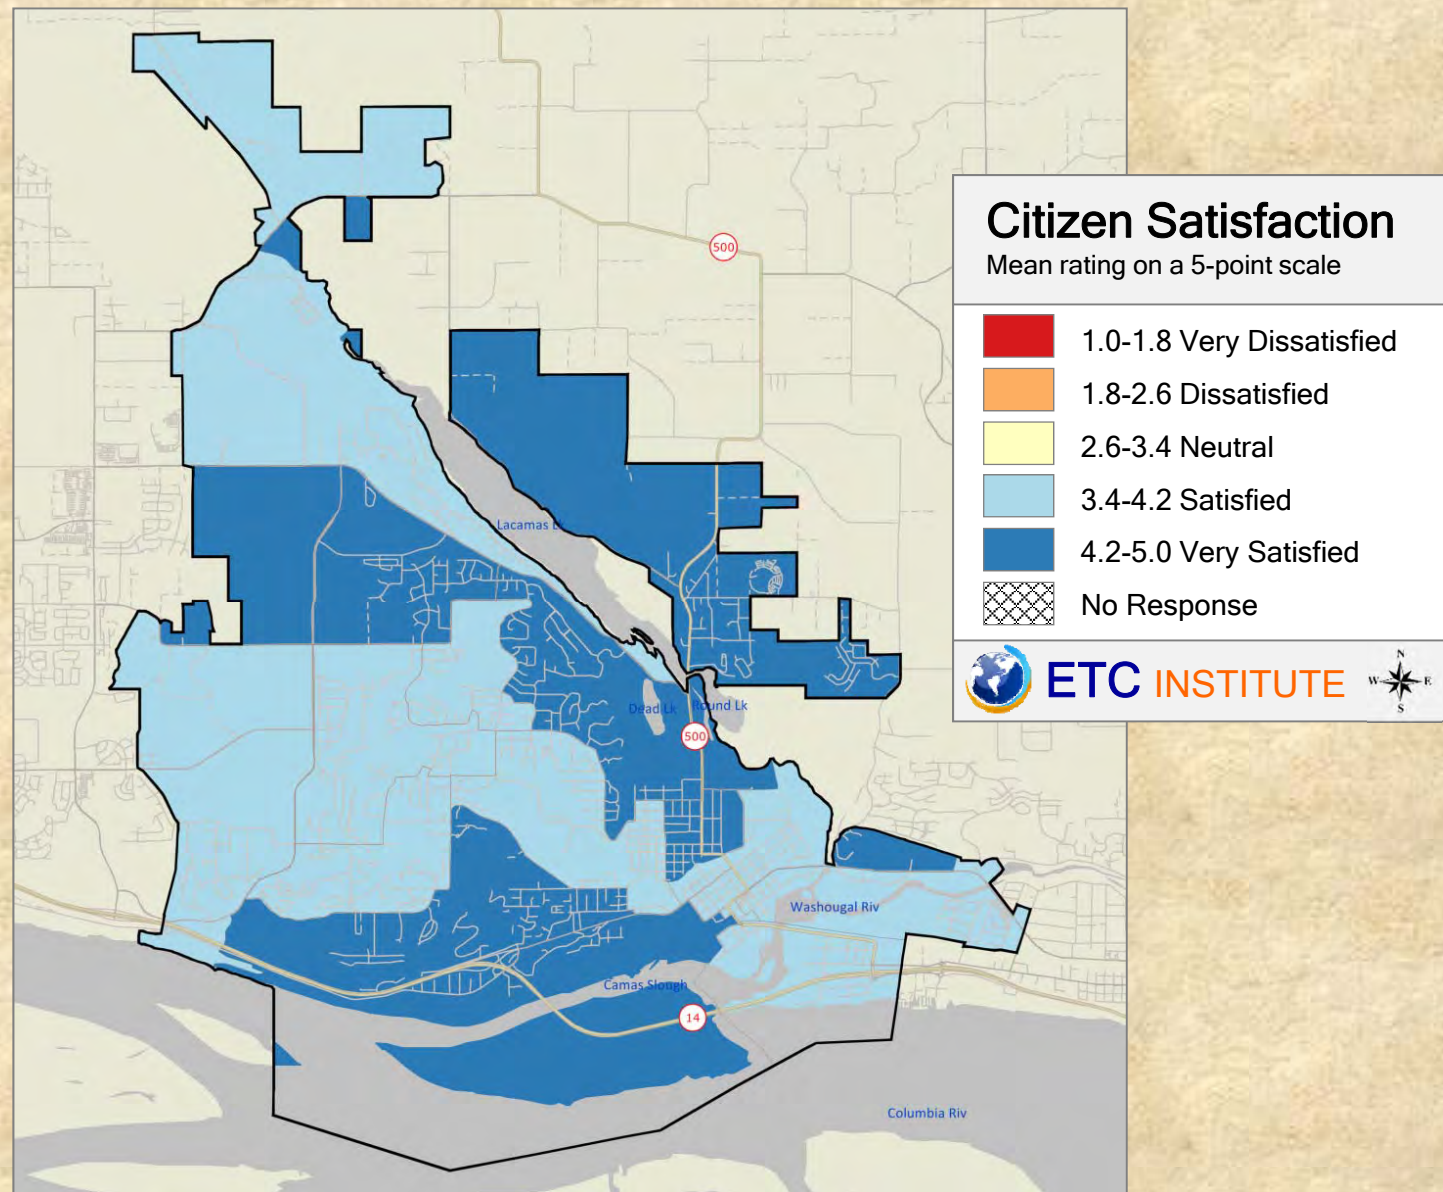 500
Citizen Satisfaction
Mean rating on a 5-point scale
1.0-1.8 Very Dissatisfied
1.8-2.6 Dissatisfied
2.6-3.4 Neutral
3.4-4.2 Satisfied
4.2-5.0 Very Satisfied
No Response
ETC INSTITUTE
N
W E
S
Lacamas Lk
Dead Lk
Round Lk
500
Washougal Riv
Camas Slough
14
Columbia Riv